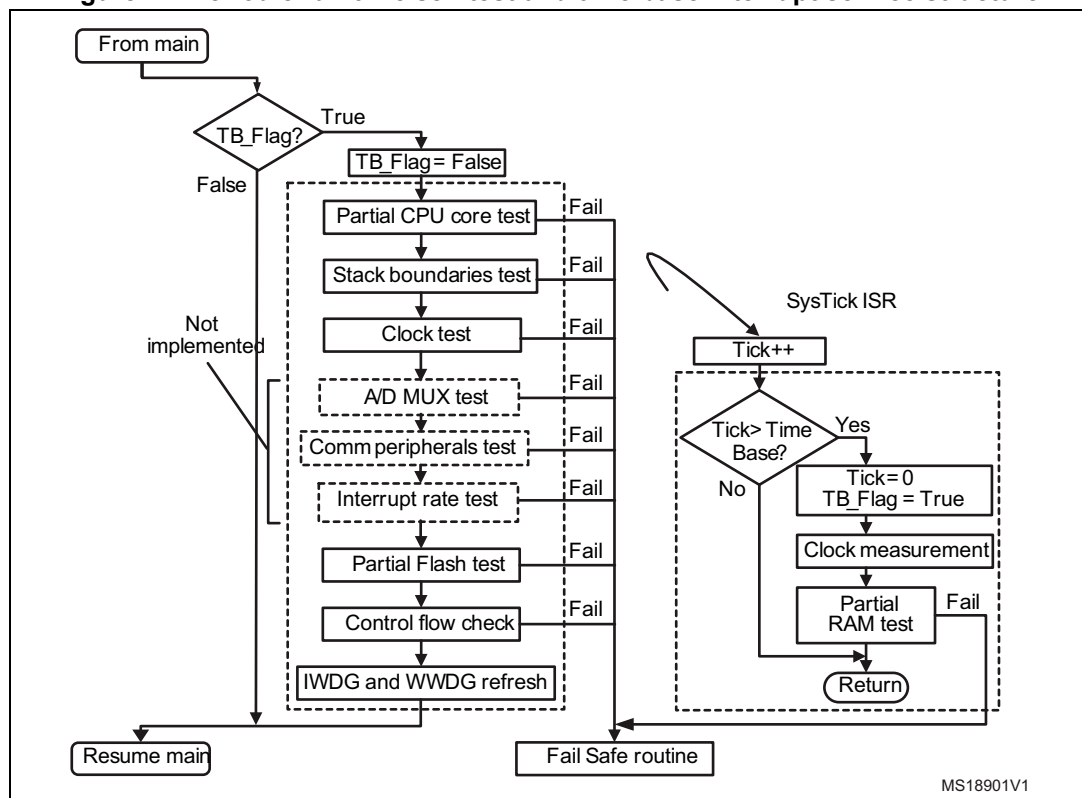 From main
TB_Flag?
True
False
TB_Flag = False
Partial CPU core test
Fail
Stack boundaries test
Fail
Clock test
Fail
Not
implemented
A/D MUX test
Fail
Comm peripherals test
Fail
Interrupt rate test
Fail
Partial Flash test
Fail
Control flow check
Fail
IWDG and WWDG refresh
Resume main
Fail Safe routine
SysTick ISR
Tick++
Tick> Time
Base?
Yes
No
Tick=0
TB_Flag = True
Clock measurement
Partial
RAM test
Fail
Return
MS18901V1